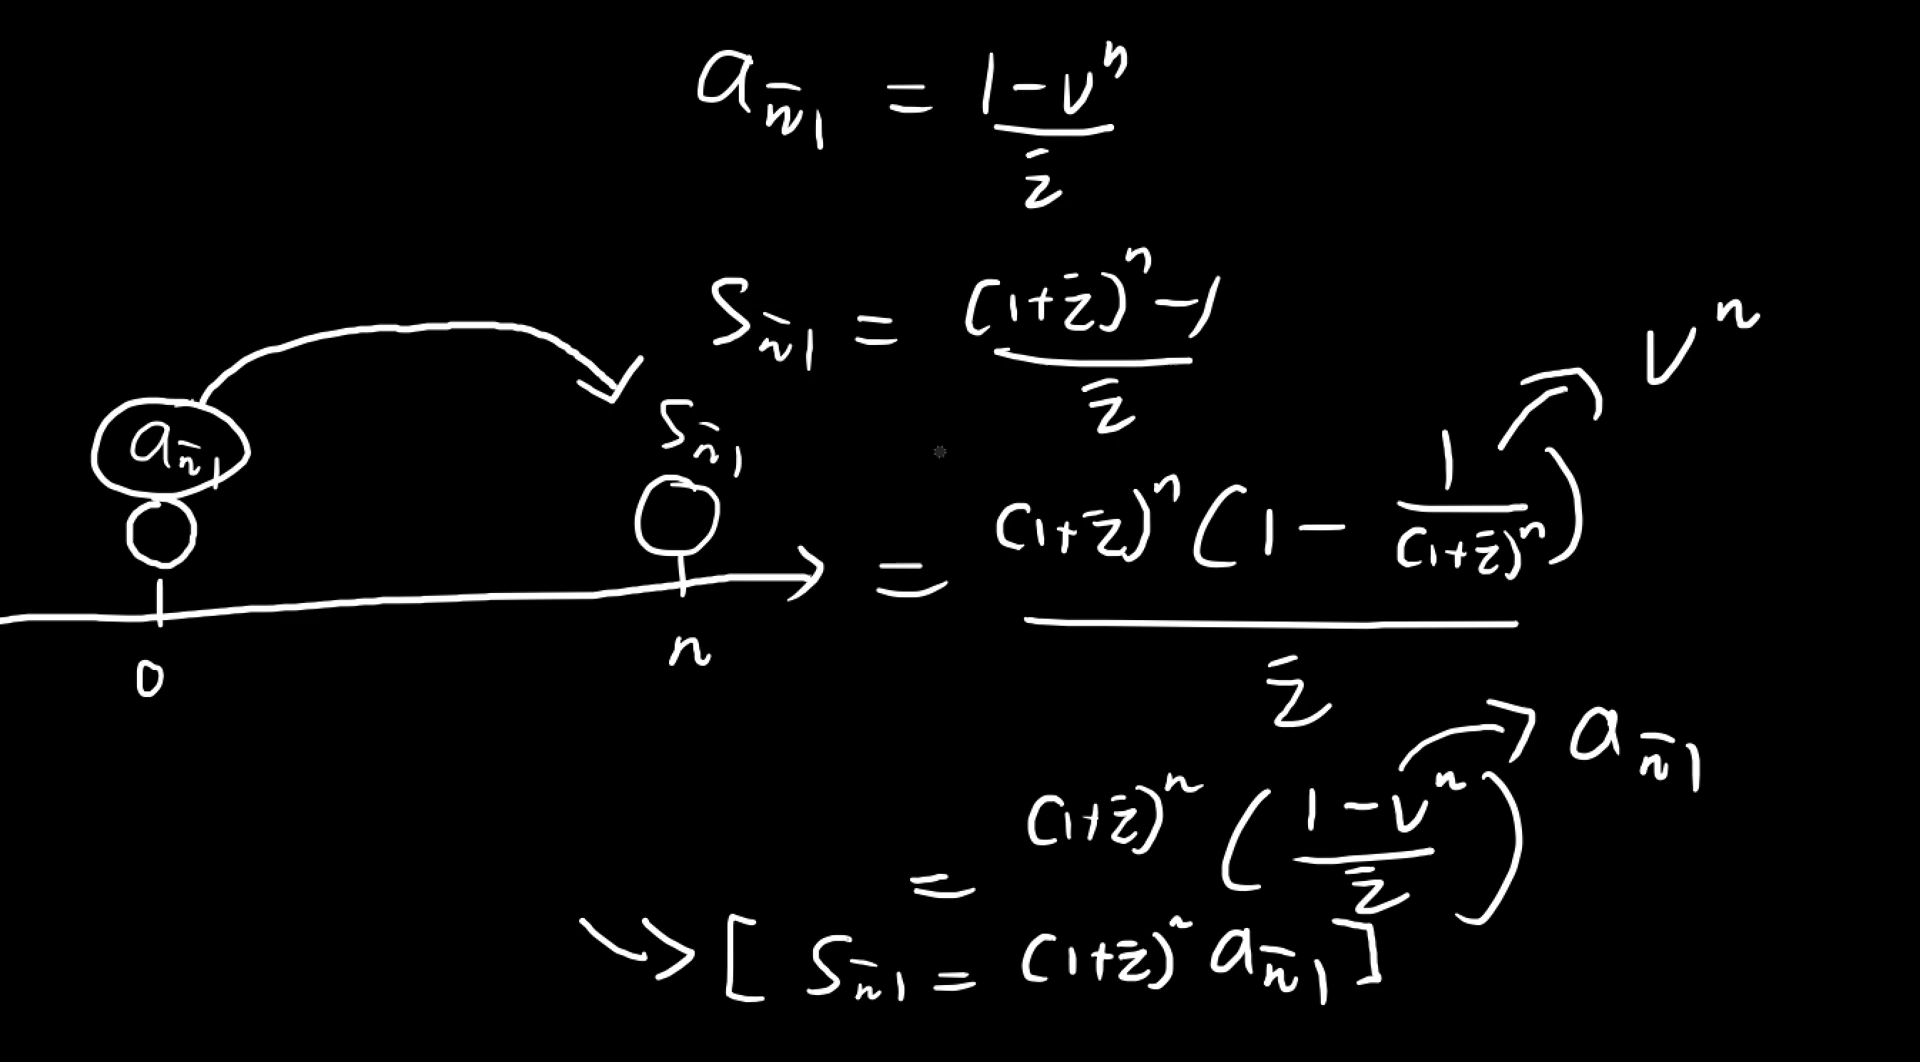 a_{n̅|} = (1 - v^n) / i
s_{n̅|} = ((1+i)^n - 1) / i
v^n
= (1+i)^n (1 - 1/(1+i)^n) / i
a_{n̅|}
s_{n̅|}
0
n
a_{n̅|}
= (1+i)^n ((1 - v^n) / i)
[ s_{n̅|} = (1+i)^n a_{n̅|} ]